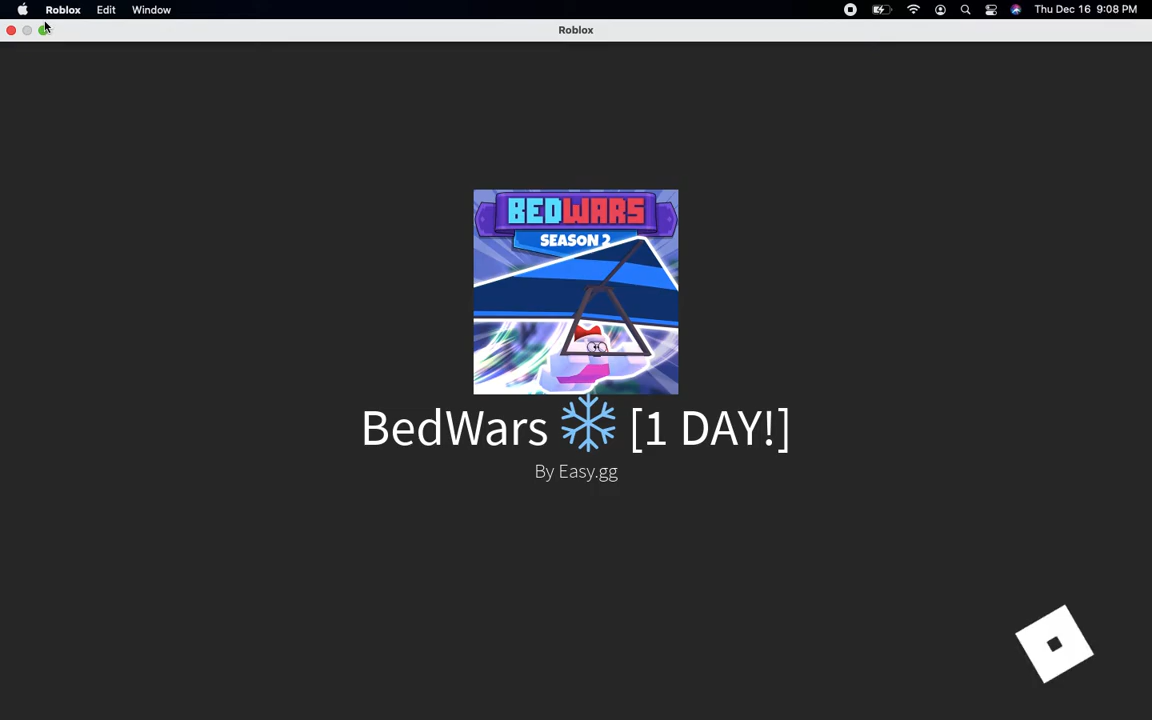 Roblox Edit Window Thu Dec 16 9:08 PM
Roblox
BEDWARS
SEASON 2
BedWars ❄️ [1 DAY!]
By Easy.gg